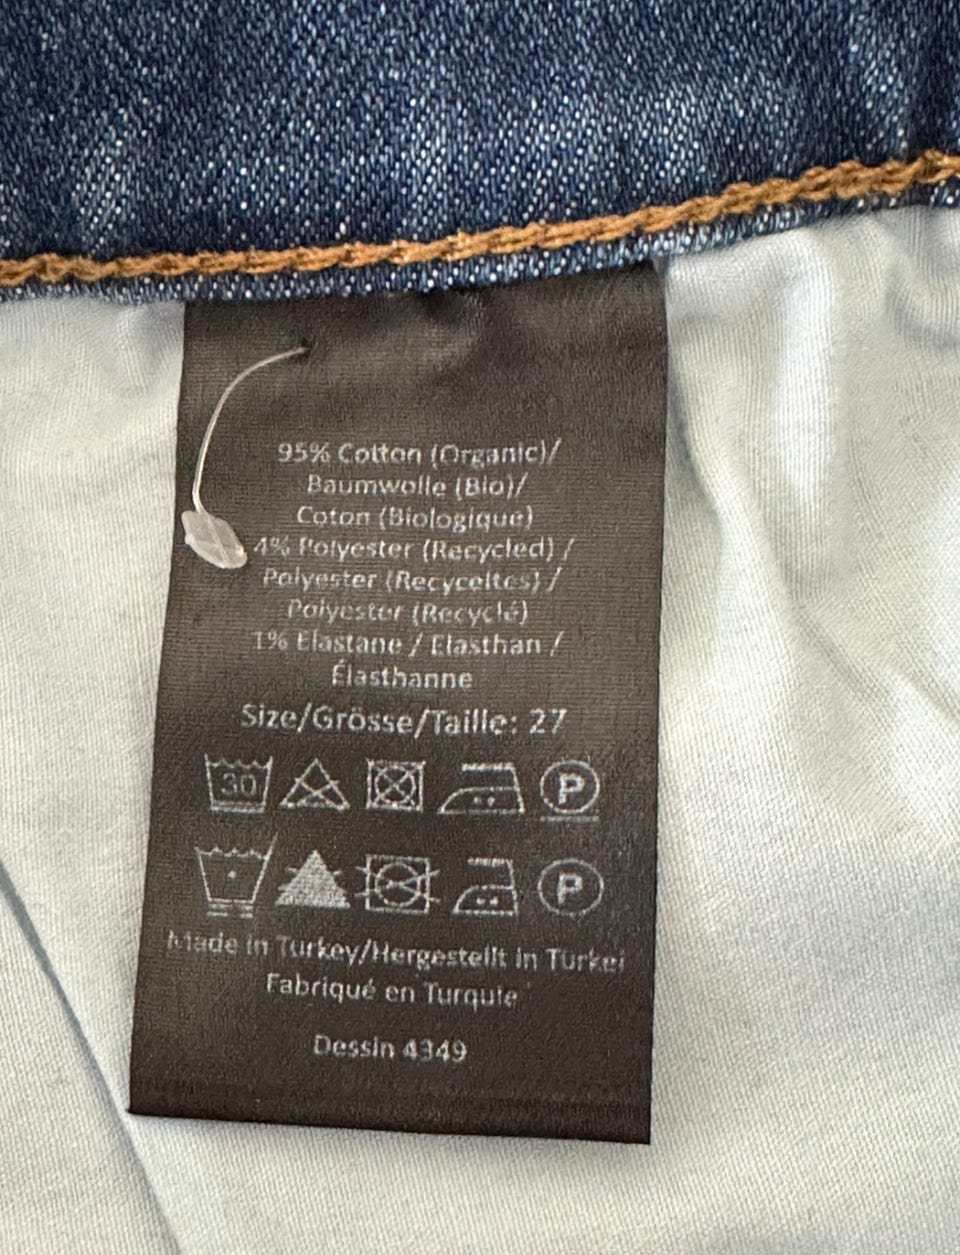 95% Cotton (Organic)/
Baumwolle (Bio)/
Coton (Biologique)
4% Polyester (Recycled) /
Polyester (Recyceltes) /
Polyester (Recyclé)
1% Elastane / Elasthan /
Élasthanne
Size/Grösse/Taille: 27
30 P
P
Made in Turkey/Hergestellt in Türkei
Fabriqué en Turquie
Dessin 4349